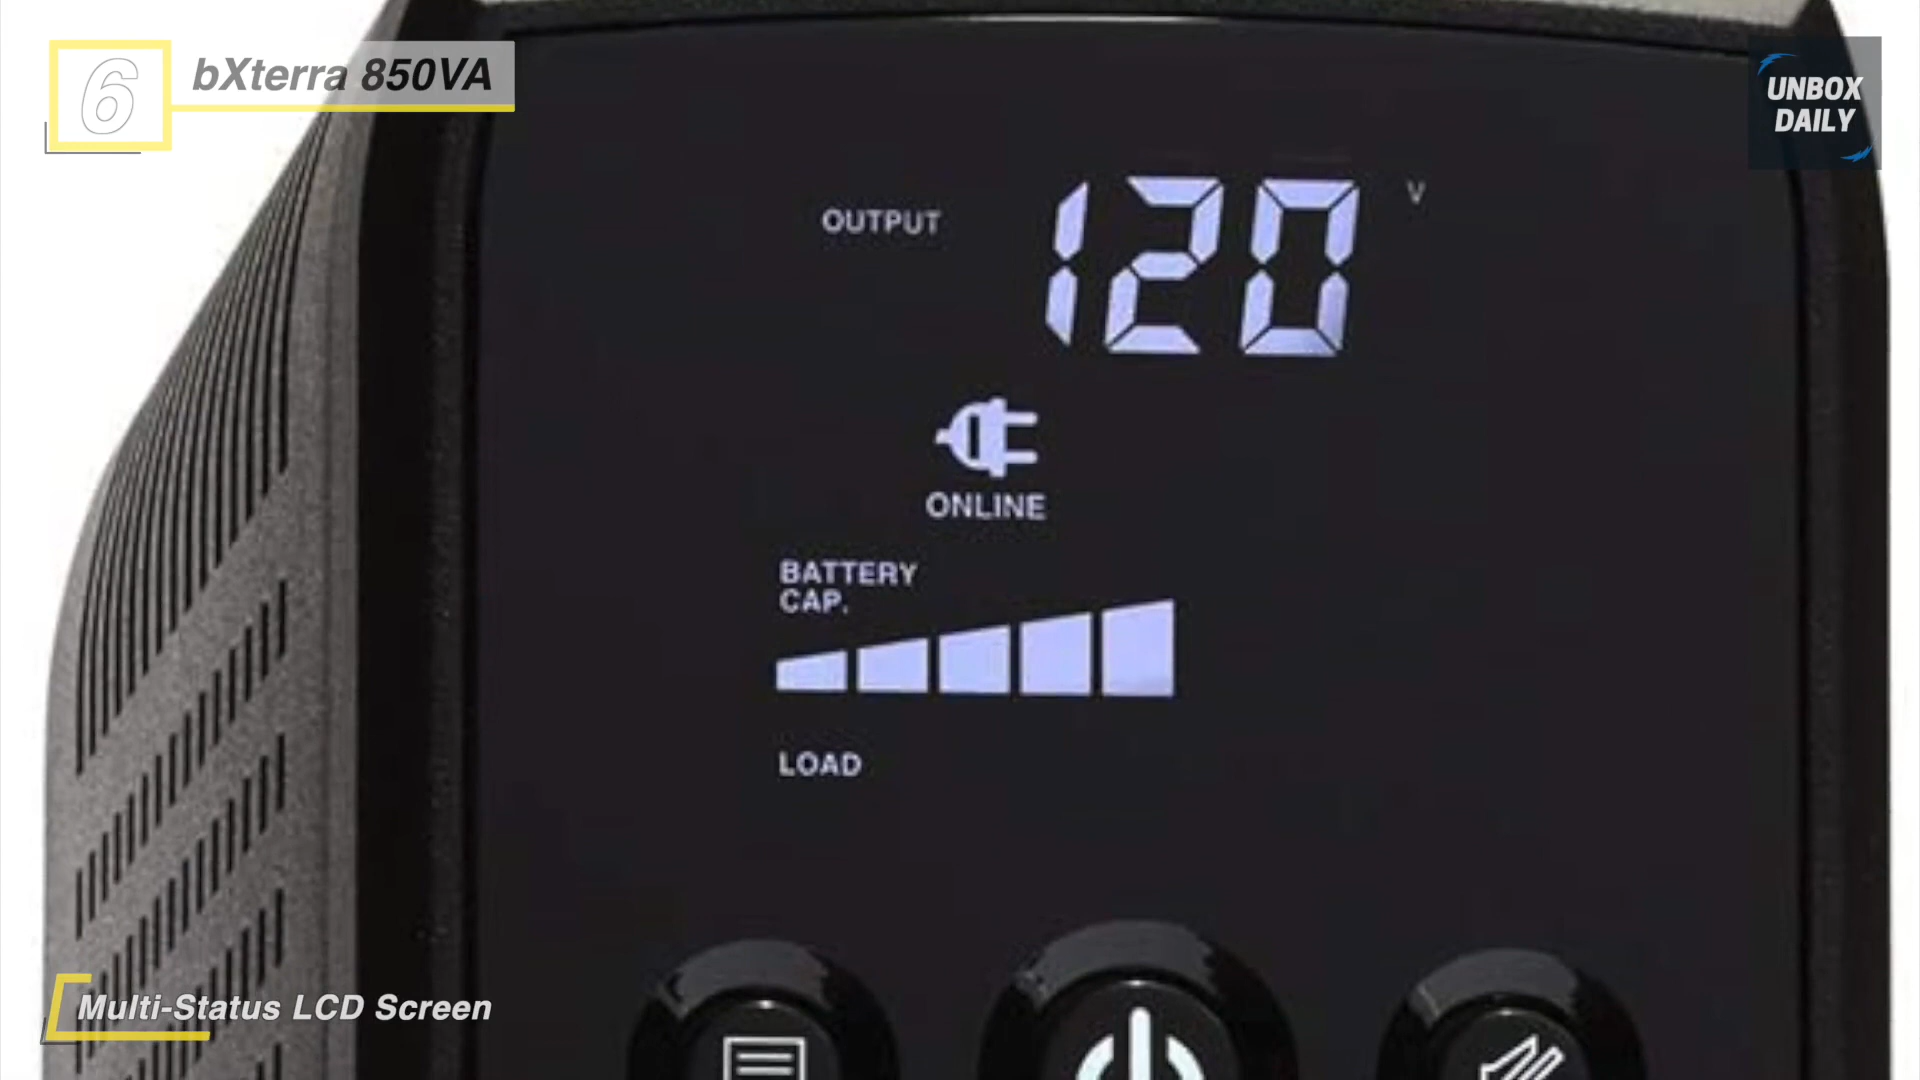 6
bXterra 850VA
UNBOX
DAILY
OUTPUT 120 V
ONLINE
BATTERY
CAP.
LOAD
Multi-Status LCD Screen